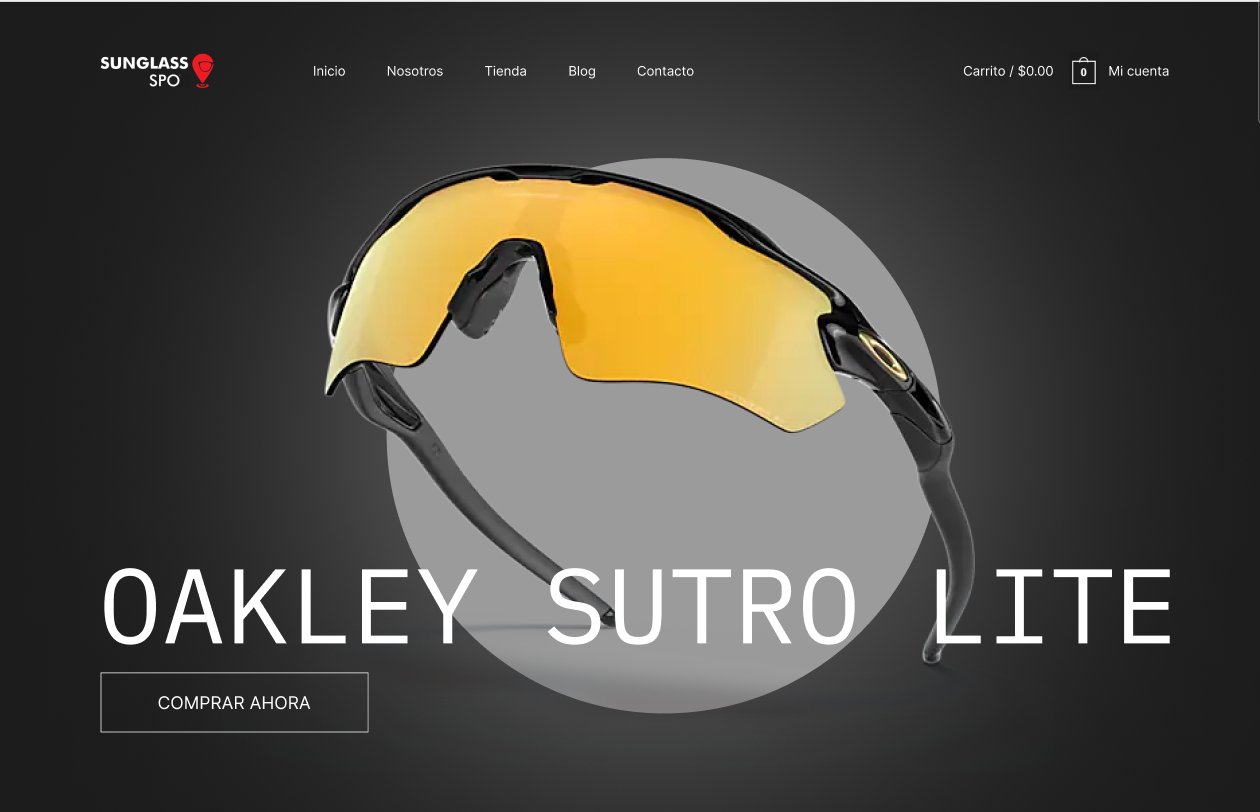 SUNGLASS
SPO
Inicio Nosotros Tienda Blog Contacto Carrito / $0.00 0 Mi cuenta
OAKLEY SUTRO LITE
COMPRAR AHORA